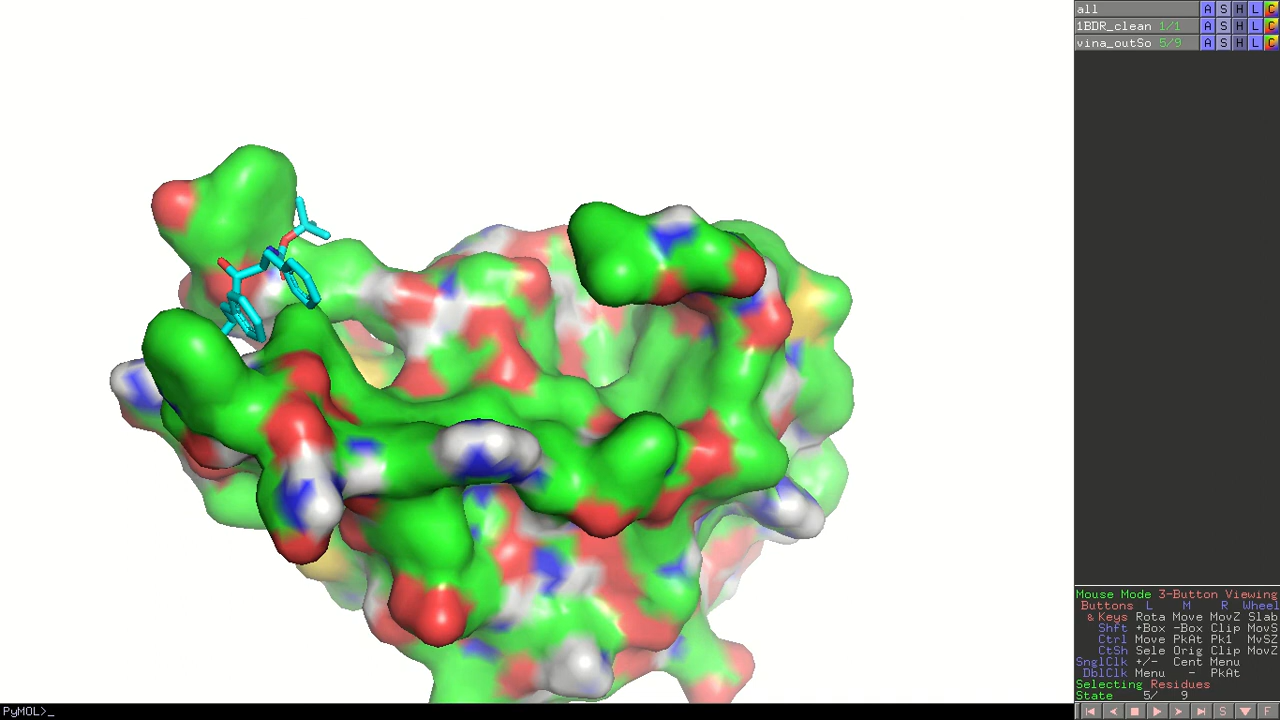 all A S H L C
1BDR_clean 1/1 A S H L C
vina_outSo 5/9 A S H L C
Mouse Mode 3-Button Viewing
Buttons L M R Wheel
& Keys Rota Move MovZ Slab
Shft +Box -Box Clip MovS
Ctrl Move PkAt Pk1 MvSZ
CtSh Sele Orig Clip MovZ
SnglClk +/- Cent Menu
DblClk Menu PkAt
Selecting Residues
State 5/ 9
PyMOL>_
S F